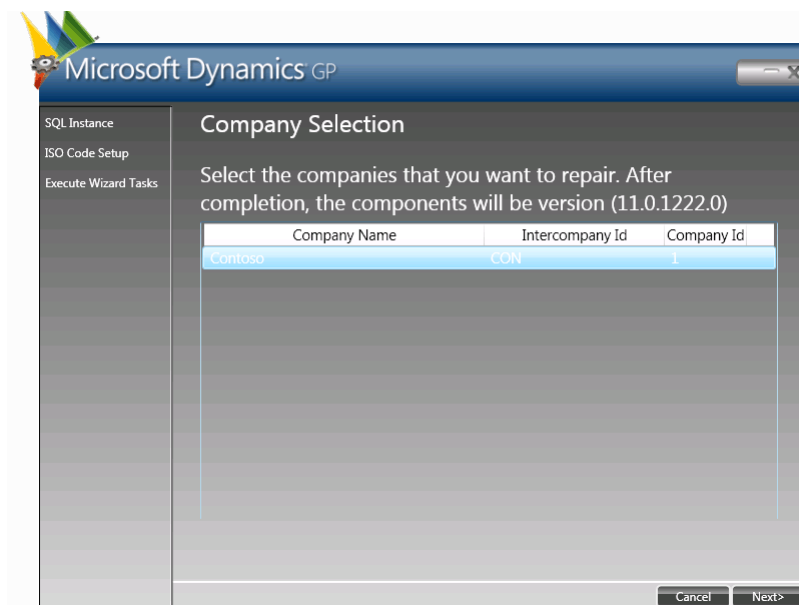 Microsoft Dynamics GP
SQL Instance
ISO Code Setup
Execute Wizard Tasks
Company Selection
Select the companies that you want to repair. After
completion, the components will be version (11.0.1222.0)
Company Name Intercompany Id Company Id
Contoso CON 1
Cancel Next>